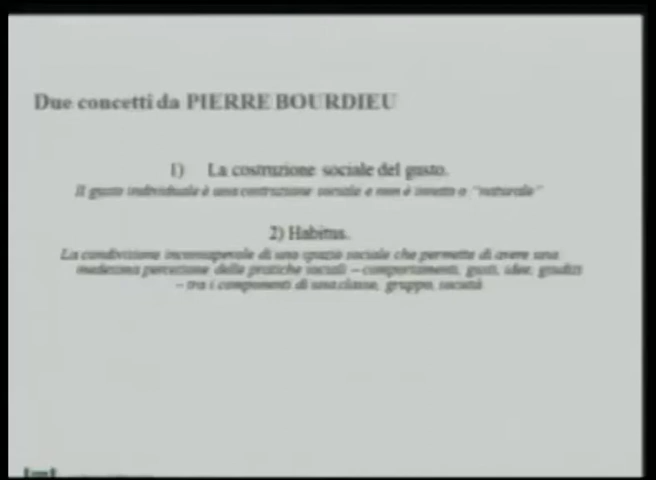 Due concetti da PIERRE BOURDIEU
1) La costruzione sociale del gusto.
Il gusto individuale è una costruzione sociale e non è innato o "naturale"
2) Habitus.
La condivisione inconsapevole di uno spazio sociale che permette di avere una
medesima percezione delle pratiche sociali – comportamenti, gusti, idee, giudizi
– tra i componenti di una classe, gruppo, società